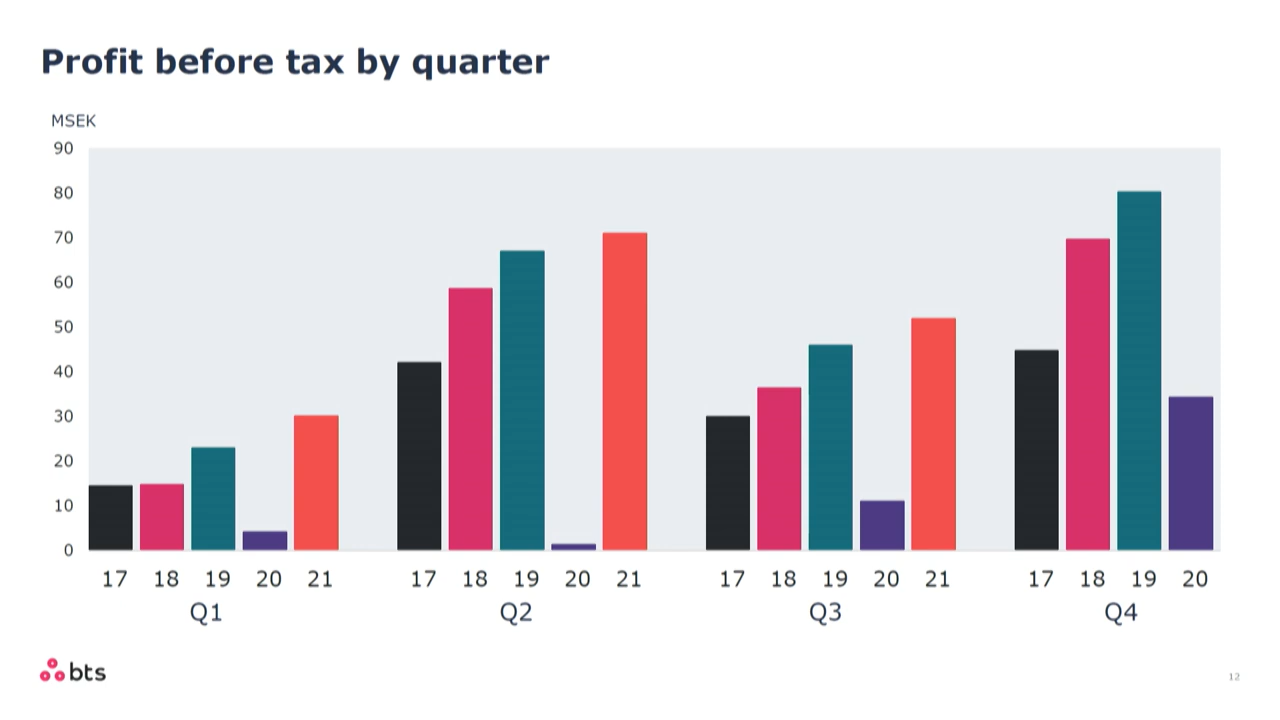 Profit before tax by quarter
MSEK
90
80
70
60
50
40
30
20
10
0
17 18 19 20 21 17 18 19 20 21 17 18 19 20 21 17 18 19 20
Q1 Q2 Q3 Q4
bts
12